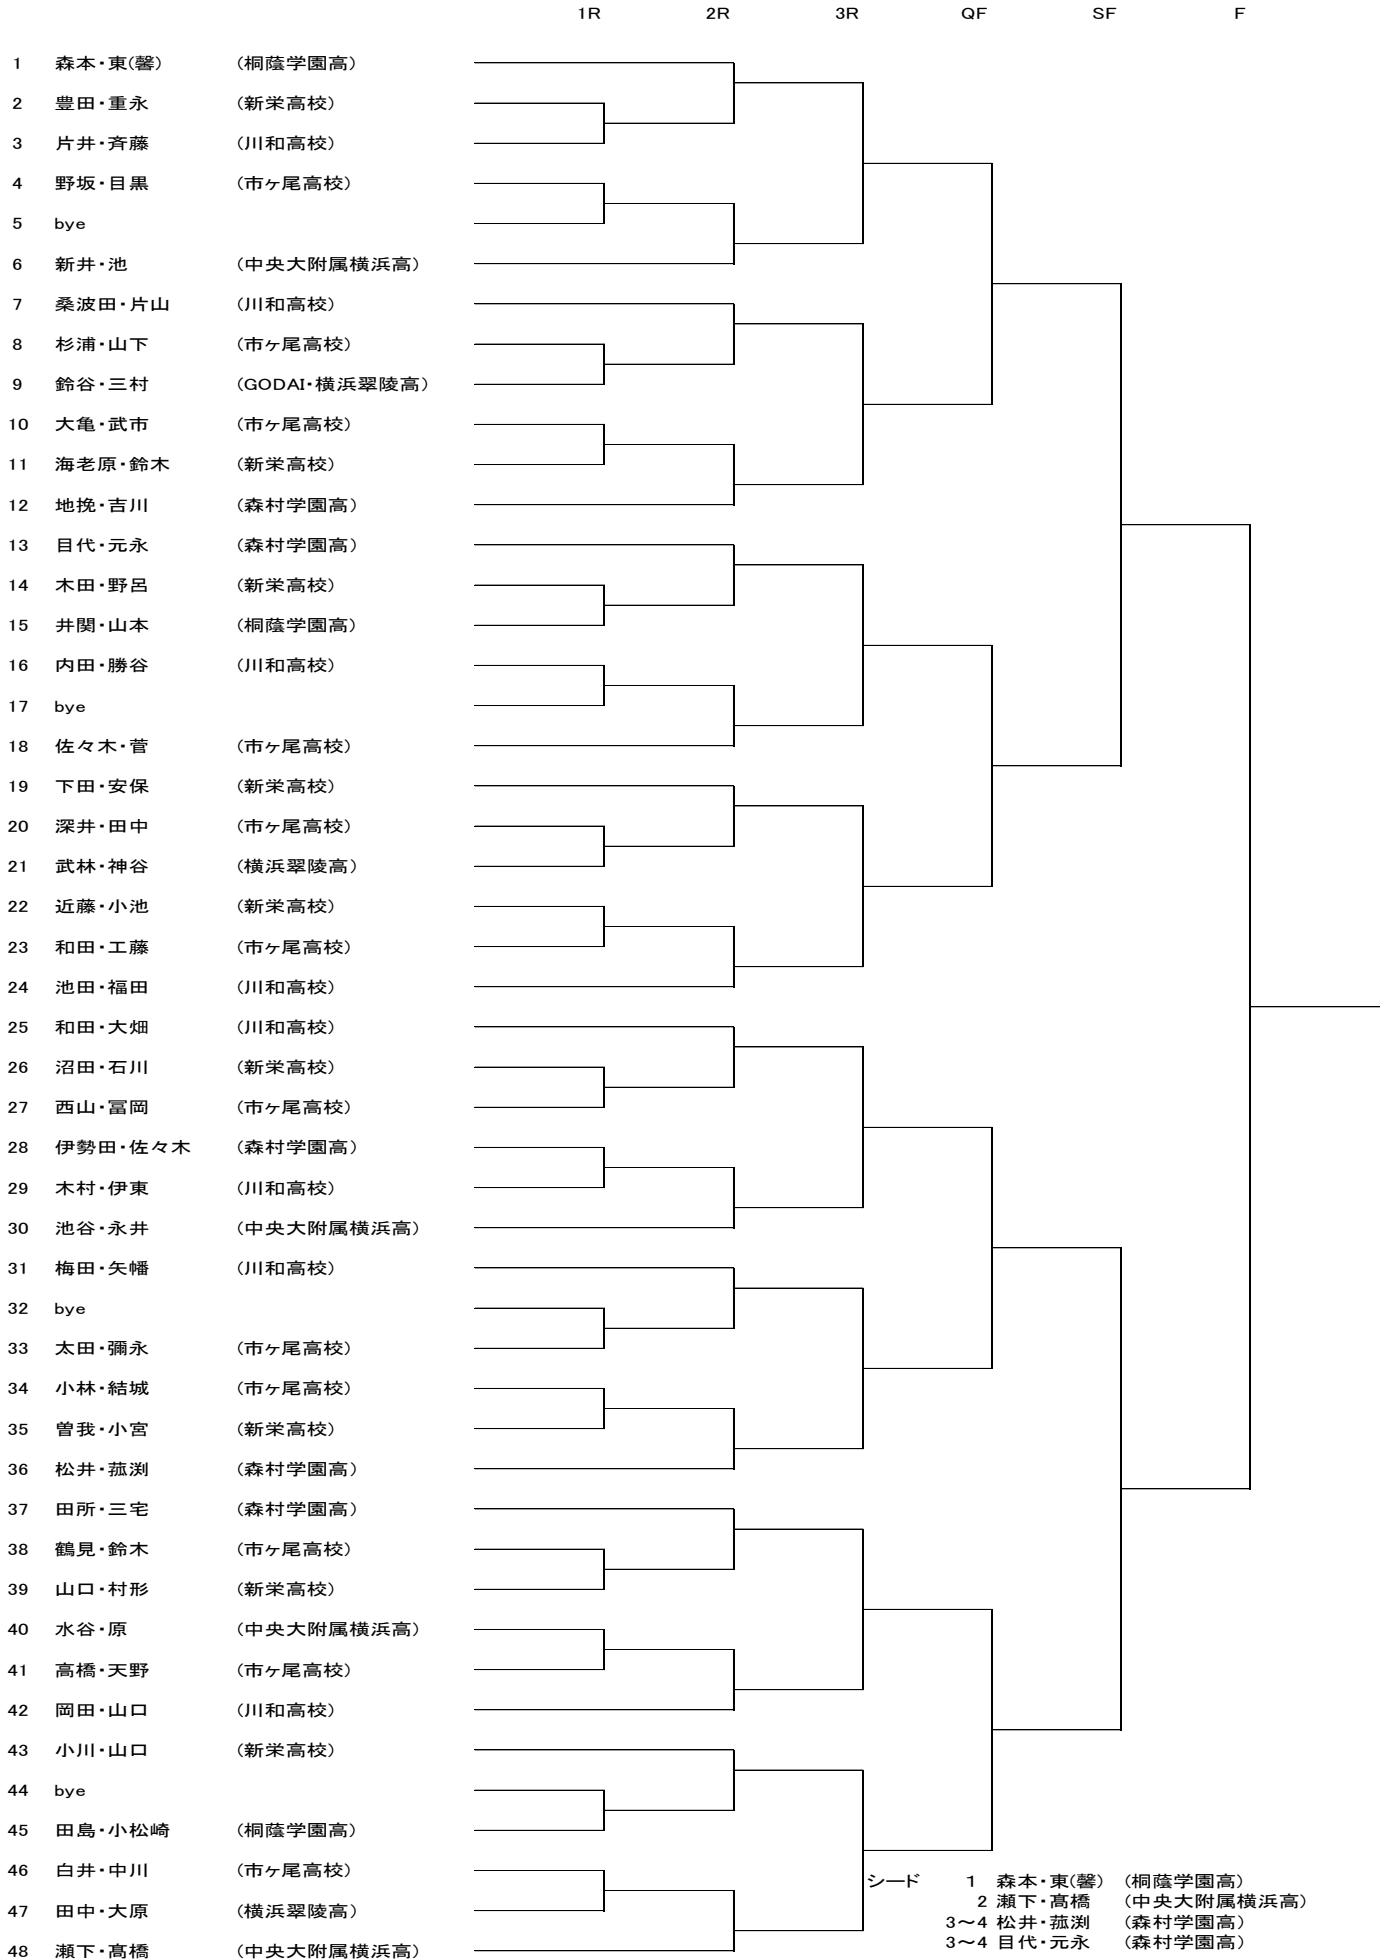 1R 2R 3R QF SF F
1 森本・東(馨) (桐蔭学園高)
2 豊田・重永 (新栄高校)
3 片井・斉藤 (川和高校)
4 野坂・目黒 (市ヶ尾高校)
5 bye
6 新井・池 (中央大附属横浜高)
7 桑波田・片山 (川和高校)
8 杉浦・山下 (市ヶ尾高校)
9 鈴谷・三村 (GODAI・横浜翠陵高)
10 大亀・武市 (市ヶ尾高校)
11 海老原・鈴木 (新栄高校)
12 地挽・吉川 (森村学園高)
13 目代・元永 (森村学園高)
14 木田・野呂 (新栄高校)
15 井関・山本 (桐蔭学園高)
16 内田・勝谷 (川和高校)
17 bye
18 佐々木・菅 (市ヶ尾高校)
19 下田・安保 (新栄高校)
20 深井・田中 (市ヶ尾高校)
21 武林・神谷 (横浜翠陵高)
22 近藤・小池 (新栄高校)
23 和田・工藤 (市ヶ尾高校)
24 池田・福田 (川和高校)
25 和田・大畑 (川和高校)
26 沼田・石川 (新栄高校)
27 西山・冨岡 (市ヶ尾高校)
28 伊勢田・佐々木 (森村学園高)
29 木村・伊東 (川和高校)
30 池谷・永井 (中央大附属横浜高)
31 梅田・矢幡 (川和高校)
32 bye
33 太田・彌永 (市ヶ尾高校)
34 小林・結城 (市ヶ尾高校)
35 曽我・小宮 (新栄高校)
36 松井・菰渕 (森村学園高)
37 田所・三宅 (森村学園高)
38 鶴見・鈴木 (市ヶ尾高校)
39 山口・村形 (新栄高校)
40 水谷・原 (中央大附属横浜高)
41 高橋・天野 (市ヶ尾高校)
42 岡田・山口 (川和高校)
43 小川・山口 (新栄高校)
44 bye
45 田島・小松崎 (桐蔭学園高)
46 白井・中川 (市ヶ尾高校)
47 田中・大原 (横浜翠陵高)
48 瀬下・髙橋 (中央大附属横浜高)
シード 1 森本・東(馨) (桐蔭学園高)
2 瀬下・髙橋 (中央大附属横浜高)
3～4 松井・菰渕 (森村学園高)
3～4 目代・元永 (森村学園高)